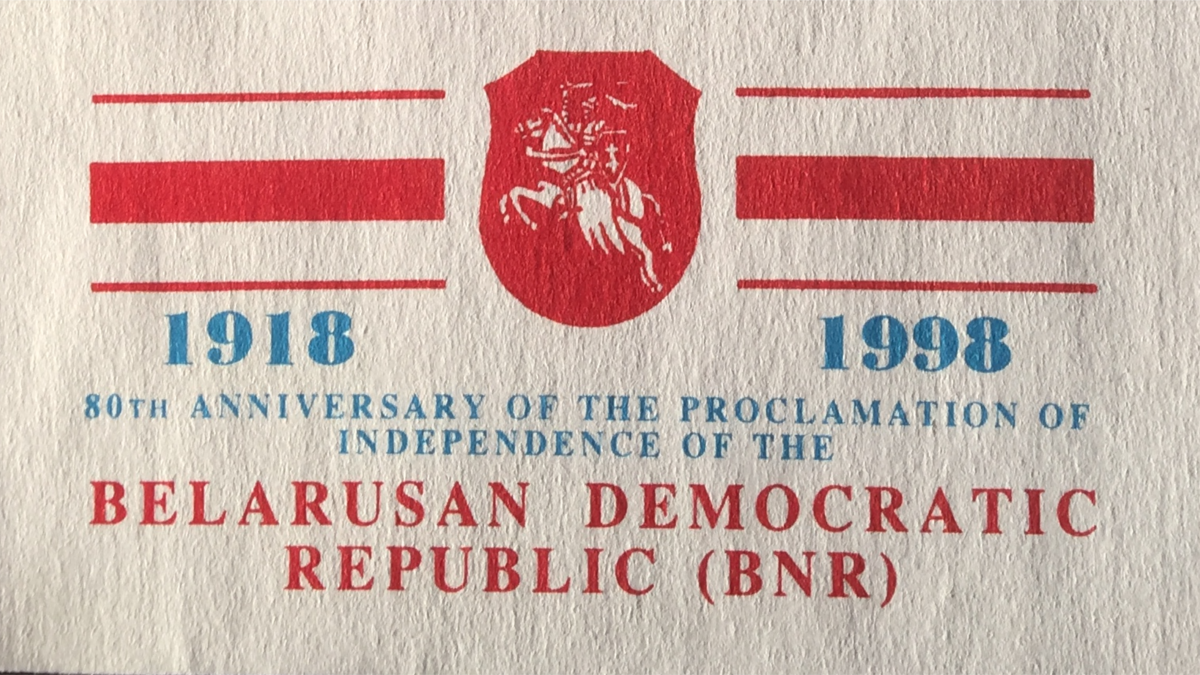 1918 1998
80TH ANNIVERSARY OF THE PROCLAMATION OF
INDEPENDENCE OF THE
BELARUSAN DEMOCRATIC
REPUBLIC (BNR)